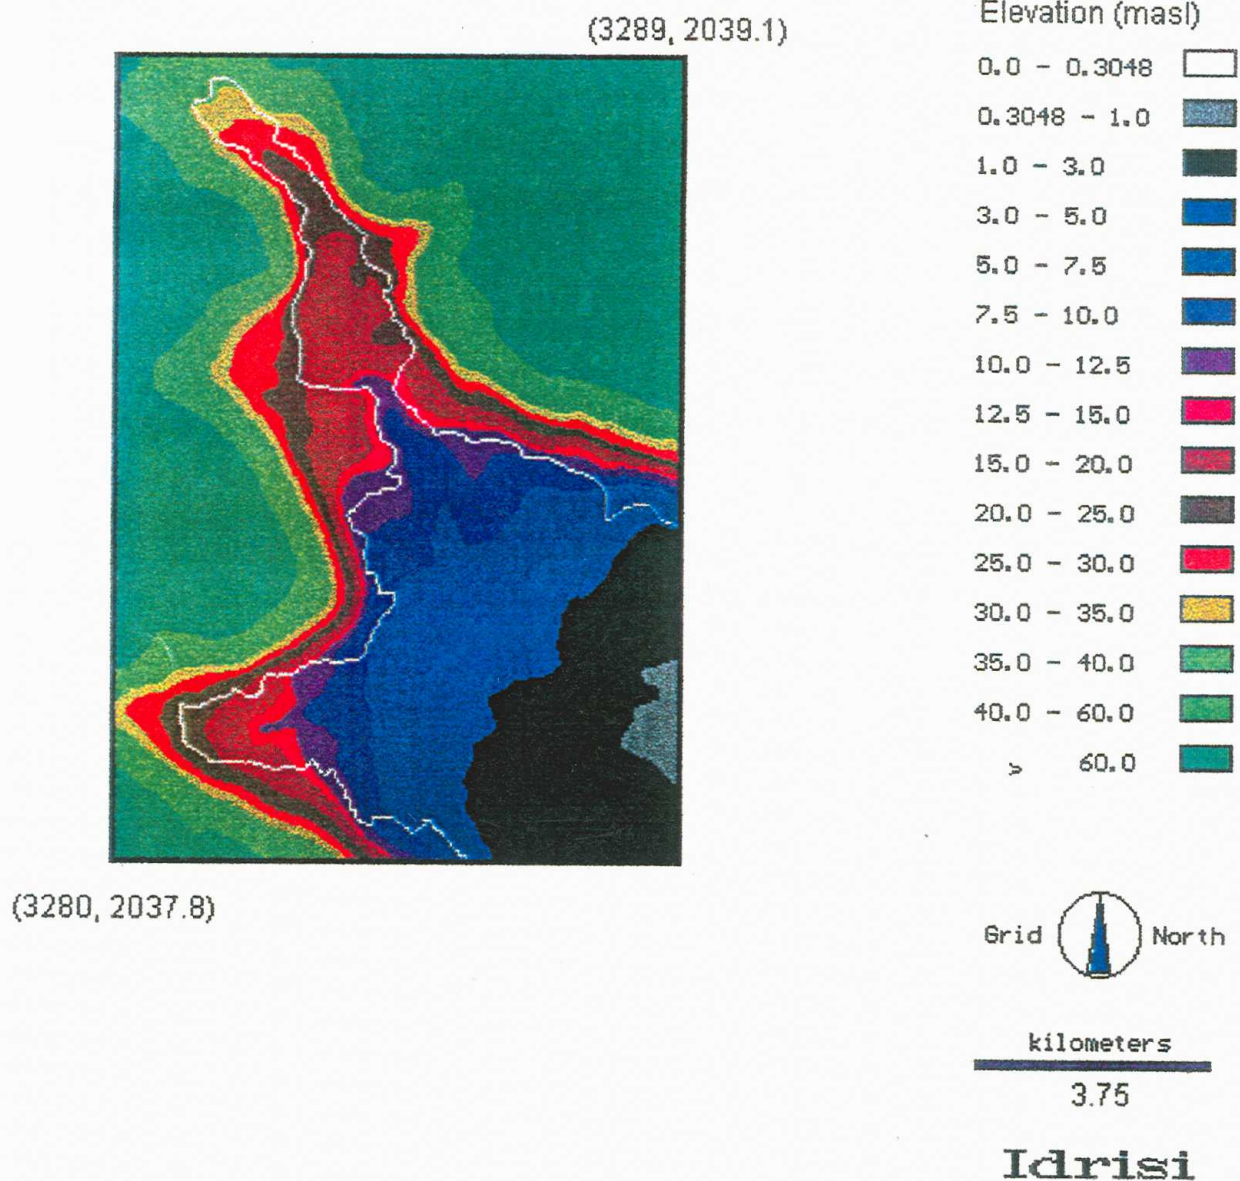 (3289, 2039.1)
Elevation (masl)
0.0 - 0.3048
0.3048 - 1.0
1.0 - 3.0
3.0 - 5.0
5.0 - 7.5
7.5 - 10.0
10.0 - 12.5
12.5 - 15.0
15.0 - 20.0
20.0 - 25.0
25.0 - 30.0
30.0 - 35.0
35.0 - 40.0
40.0 - 60.0
> 60.0
(3280, 2037.8)
Grid North
kilometers
3.75
Idrisi